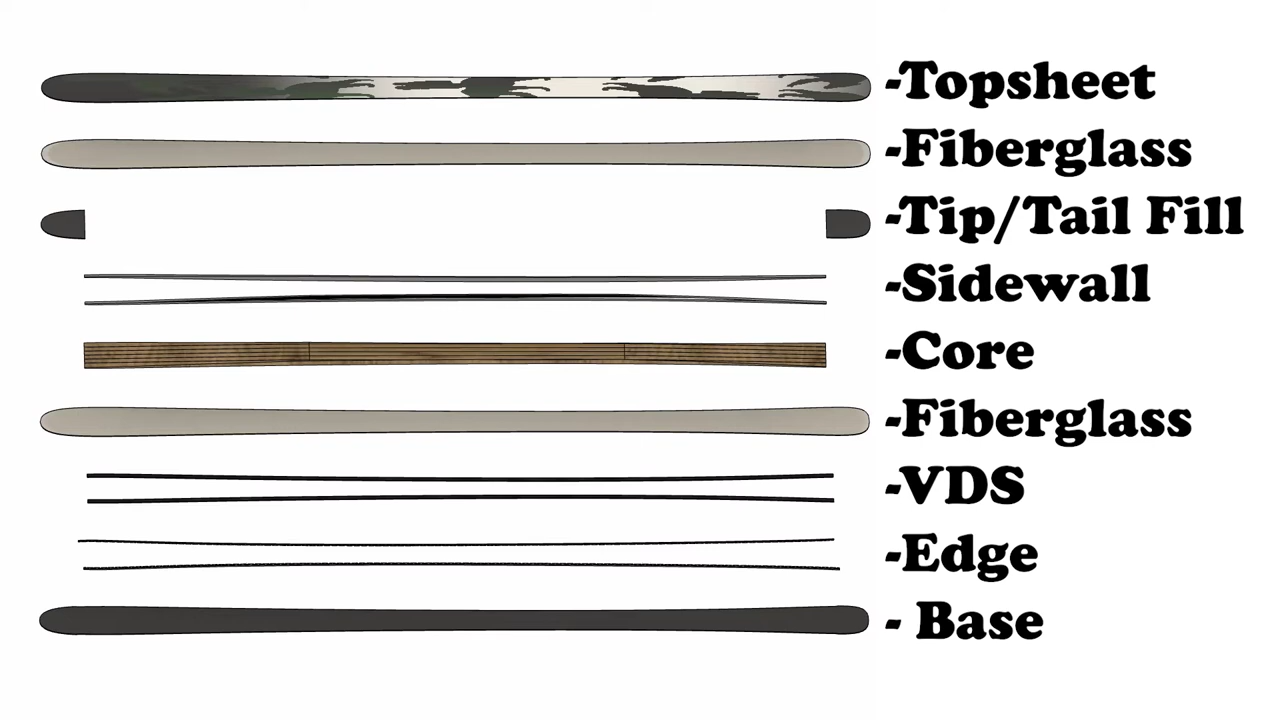 -Topsheet
-Fiberglass
-Tip/Tail Fill
-Sidewall
-Core
-Fiberglass
-VDS
-Edge
- Base